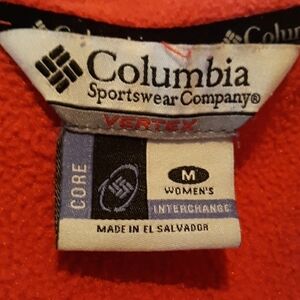 Columbia
Sportswear Company®
VERTEX
CORE
M
WOMEN'S
INTERCHANGE
MADE IN EL SALVADOR